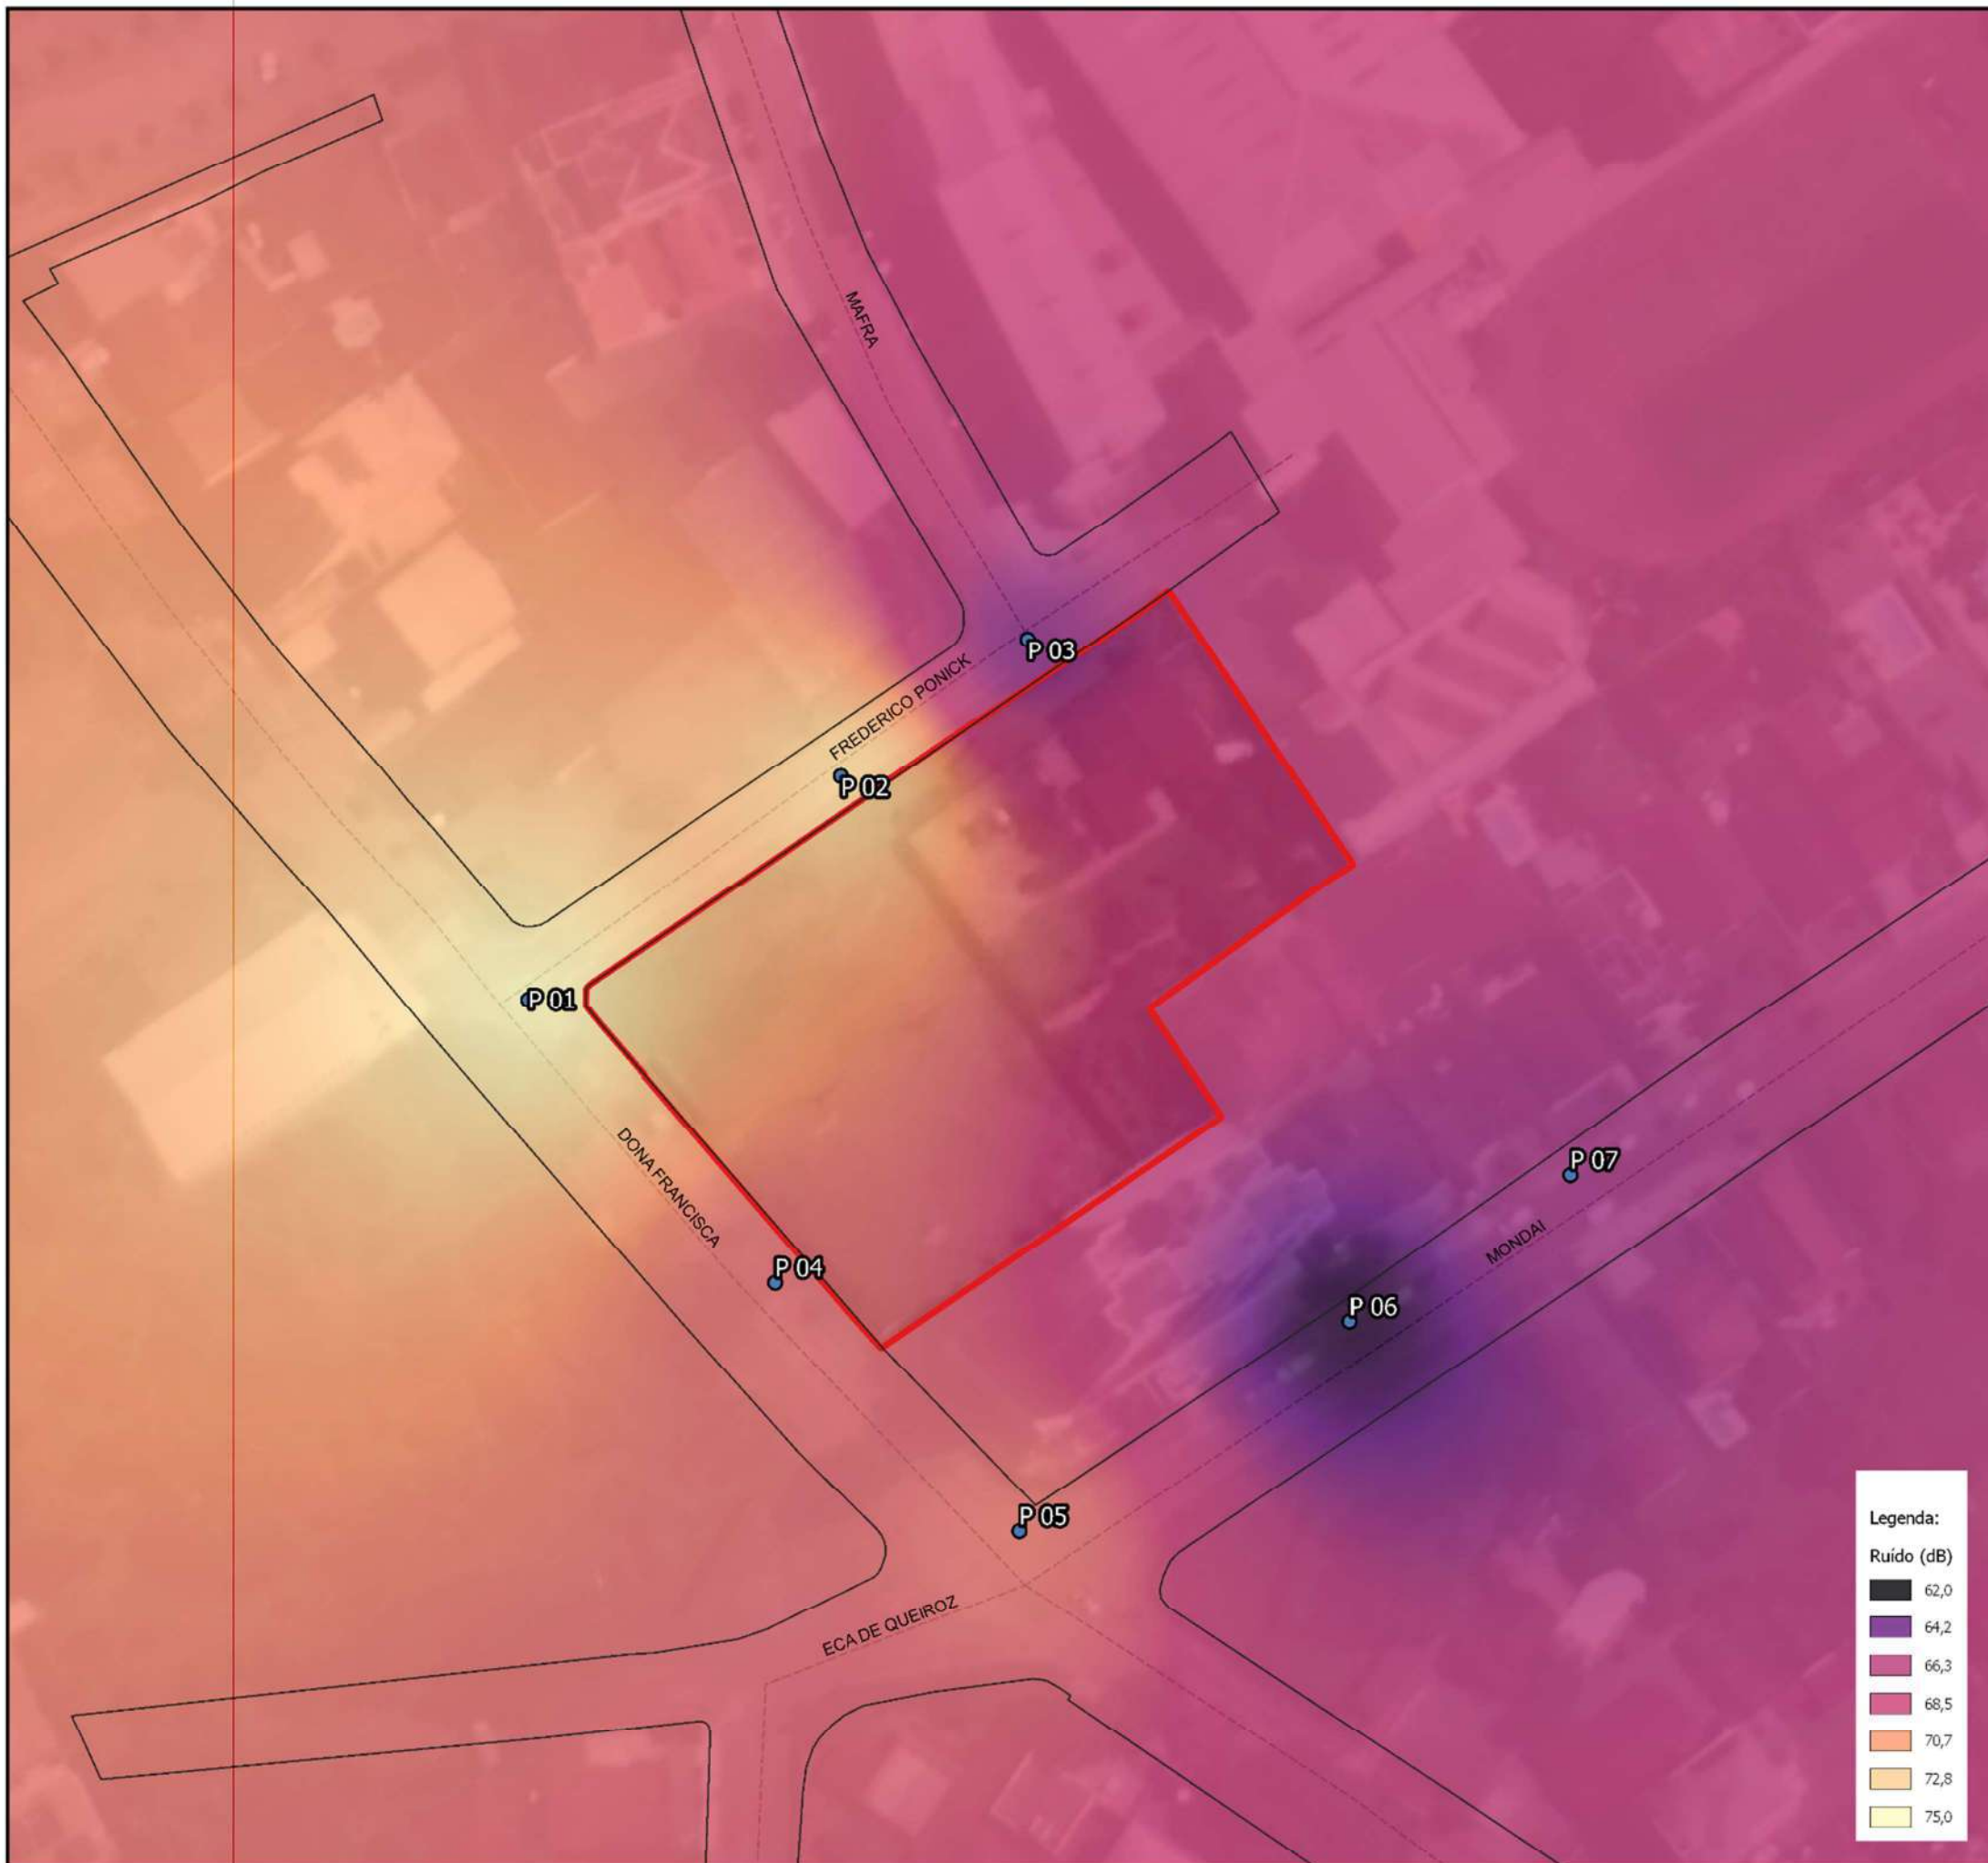 MAFRA
P 03
FREDERICO PONICK
P 02
P 01
DONA FRANCISCA
P 07
P 04
MONDAI
P 06
P 05
ECA DE QUEIROZ
Legenda:
Ruído (dB)
62,0
64,2
66,3
68,5
70,7
72,8
75,0